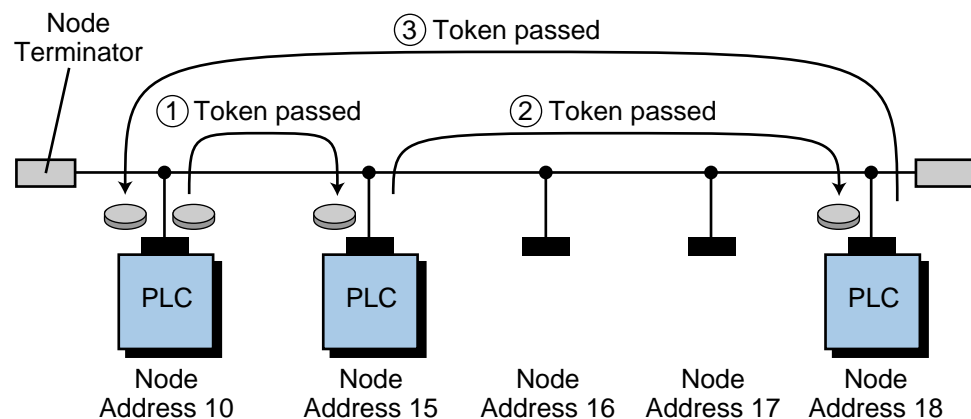 Node
Terminator
3 Token passed
1 Token passed
2 Token passed
PLC
PLC
PLC
Node
Address 10
Node
Address 15
Node
Address 16
Node
Address 17
Node
Address 18